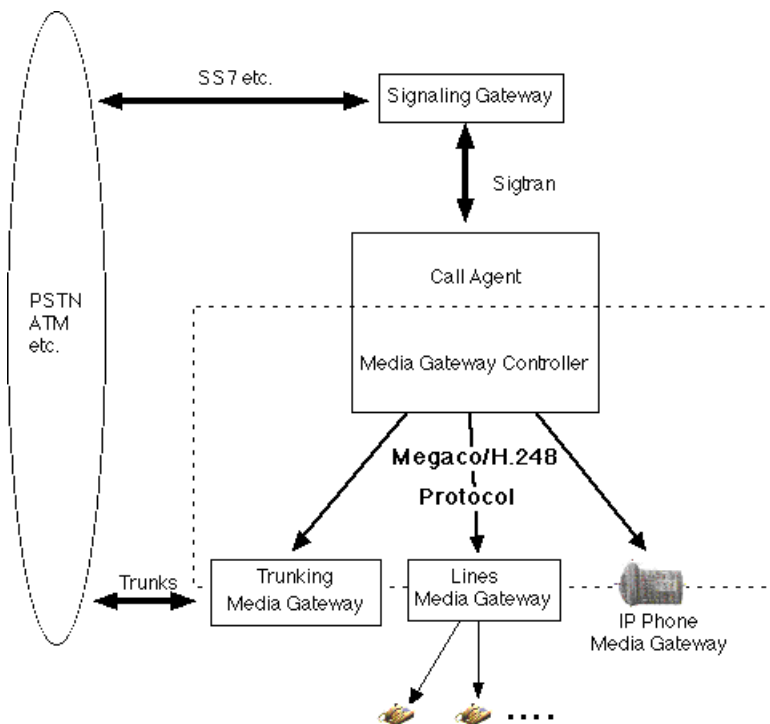 SS7 etc.
Signaling Gateway
Sigtran
Call Agent
PSTN
ATM
etc.
Media Gateway Controller
Megaco/H.248
Protocol
Trunks
Trunking
Media Gateway
Lines
Media Gateway
IP Phone
Media Gateway